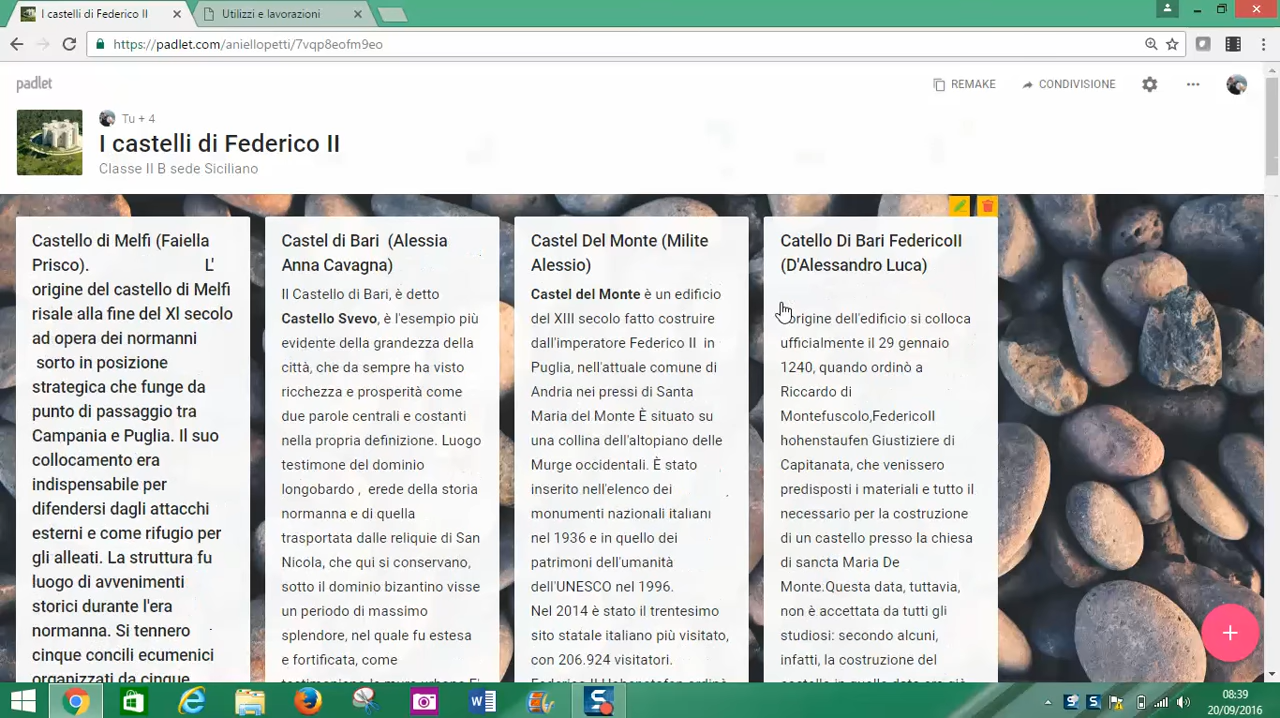 I castelli di Federico II
Utilizzi e lavorazioni
https://padlet.com/aniellopetti/7vqp8eofm9eo
padlet
REMAKE
CONDIVISIONE
Tu + 4
I castelli di Federico II
Classe II B sede Siciliano
Castello di Melfi (Faiella
Prisco). L'
origine del castello di Melfi
risale alla fine del Xl secolo
ad opera dei normanni
sorto in posizione
strategica che funge da
punto di passaggio tra
Campania e Puglia. Il suo
collocamento era
indispensabile per
difendersi dagli attacchi
esterni e come rifugio per
gli alleati. La struttura fu
luogo di avvenimenti
storici durante l'era
normanna. Si tennero
cinque concili ecumenici
organizzati da cinque
Castel di Bari (Alessia
Anna Cavagna)
Il Castello di Bari, è detto
Castello Svevo, è l'esempio più
evidente della grandezza della
città, che da sempre ha visto
ricchezza e prosperità come
due parole centrali e costanti
nella propria definizione. Luogo
testimone del dominio
longobardo , erede della storia
normanna e di quella
trasportata dalle reliquie di San
Nicola, che qui si conservano,
sotto il dominio bizantino visse
un periodo di massimo
splendore, nel quale fu estesa
e fortificata, come
Castel Del Monte (Milite
Alessio)
Castel del Monte è un edificio
del XIII secolo fatto costruire
dall'imperatore Federico II in
Puglia, nell'attuale comune di
Andria nei pressi di Santa
Maria del Monte È situato su
una collina dell'altopiano delle
Murge occidentali. È stato
inserito nell'elenco dei
monumenti nazionali italiani
nel 1936 e in quello dei
patrimoni dell'umanità
dell'UNESCO nel 1996.
Nel 2014 è stato il trentesimo
sito statale italiano più visitato,
con 206.924 visitatori.
Catello Di Bari FedericoII
(D'Alessandro Luca)
origine dell'edificio si colloca
ufficialmente il 29 gennaio
1240, quando ordinò a
Riccardo di
Montefuscolo,FedericoII
hohenstaufen Giustiziere di
Capitanata, che venissero
predisposti i materiali e tutto il
necessario per la costruzione
di un castello presso la chiesa
di sancta Maria De
Monte.Questa data, tuttavia,
non è accettata da tutti gli
studiosi: secondo alcuni,
infatti, la costruzione del
08:39
20/09/2016